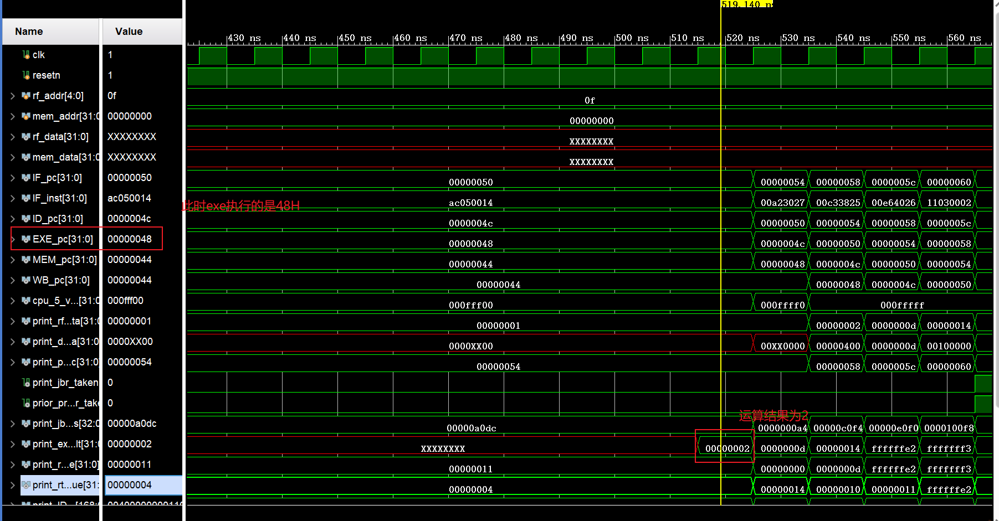 519.140 ns
Name Value
430 ns 440 ns 450 ns 460 ns 470 ns 480 ns 490 ns 500 ns 510 ns 520 ns 530 ns 540 ns 550 ns 560 ns
clk 1
resetn 1
rf_addr[4:0] 0f 0f
mem_addr[31:0 00000000 00000000
rf_data[31:0] XXXXXXXX XXXXXXXX
mem_data[31:0 XXXXXXXX XXXXXXXX
IF_pc[31:0] 00000050 00000050 00000054 00000058 0000005c 00000060
IF_inst[31:0] ac050014 ac050014 00a23027 00c33825 00e64026 11030002
此时exe执行的是48H
ID_pc[31:0] 0000004c 0000004c 00000050 00000054 00000058 0000005c
EXE_pc[31:0] 00000048 00000048 0000004c 00000050 00000054 00000058
MEM_pc[31:0] 00000044 00000044 00000048 0000004c 00000050 00000054
WB_pc[31:0] 00000044 00000044 00000048 0000004c 00000050
cpu_5_v...[31:0 000fff00 000fff00 000ffff0 000fffff
print_rf...ta[31:0 00000001 00000001 00000002 0000000d 00000014
print_d...a[31:0 0000XX00 0000XX00 00XX0000 00000400 0000000d 00100000
print_p...c[31:0] 00000054 00000054 00000058 0000005c 00000060
print_jbr_taken 0
prior_pr...r_take 0
运算结果为2
print_jb...s[32:0 00000a0dc 00000a0dc 0000000a4 00000c0f4 00000e0f0 0000100f8
print_ex...lt[31:0 00000002 XXXXXXXX 00000002 0000000d 00000014 ffffffe2 fffffff3
print_r...e[31:0] 00000011 00000011 00000000 0000000d ffffffe2 fffffff3
print_rt...ue[31: 00000004 00000004 00000014 00000010 00000011 ffffffe2